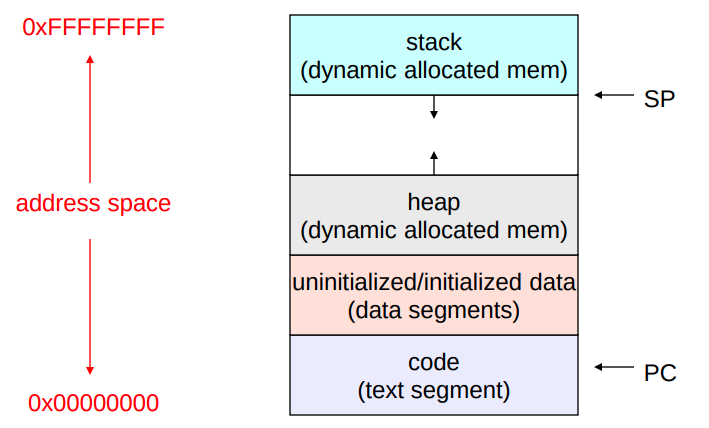 0xFFFFFFFF
stack
(dynamic allocated mem)
SP
address space
heap
(dynamic allocated mem)
uninitialized/initialized data
(data segments)
code
(text segment)
PC
0x00000000